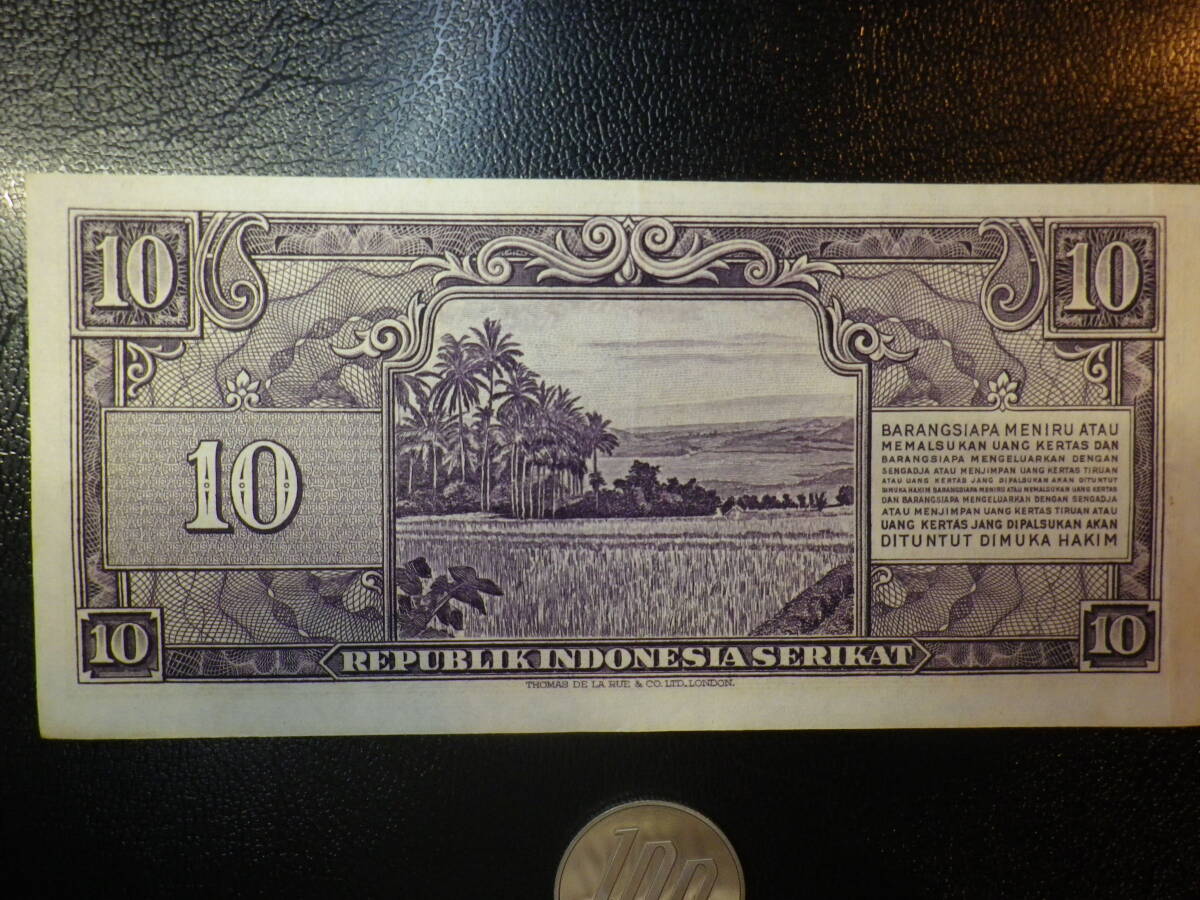 10
10
10
BARANGSIAPA MENIRU ATAU
MEMALSUKAN UANG KERTAS DAN
BARANGSIAPA MENGELUARKAN DENGAN
SENGADJA ATAU MENJIMPAN UANG KERTAS TIRUAN
ATAU UANG KERTAS JANG DIPALSUKAN AKAN DITUNTUT
DIMUKA HAKIM BARANGSIAPA MENIRU ATAU MEMALSUKAN UANG KERTAS
DAN BARANGSIAPA MENGELUARKAN DENGAN SENGADJA
ATAU MENJIMPAN UANG KERTAS TIRUAN ATAU
UANG KERTAS JANG DIPALSUKAN AKAN
DITUNTUT DIMUKA HAKIM
10
10
REPUBLIK INDONESIA SERIKAT
THOMAS DE LA RUE & CO. LTD., LONDON.
100